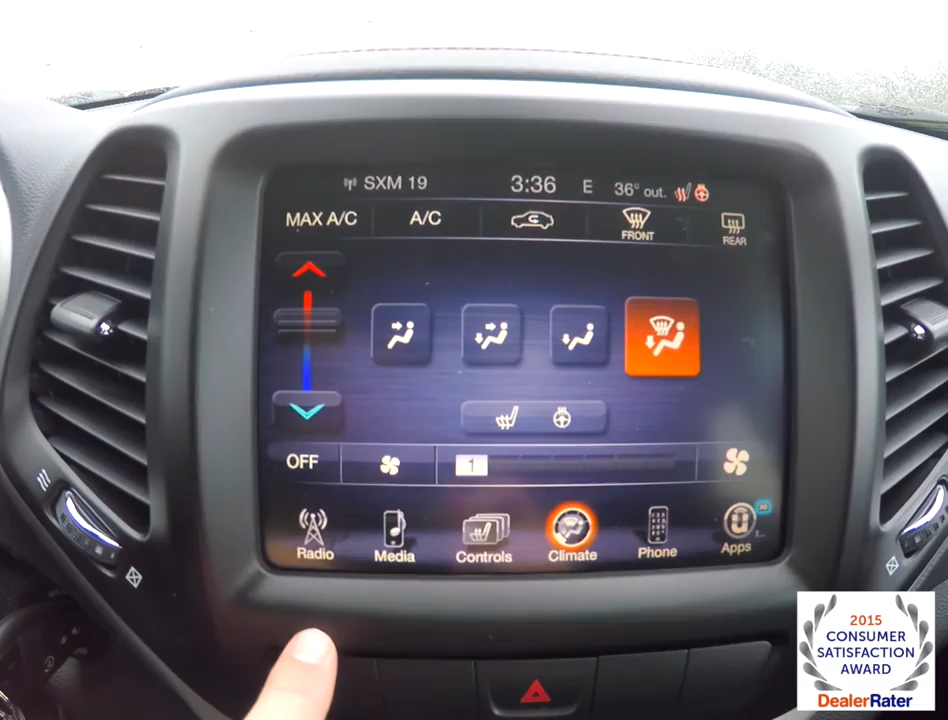 SXM 19 3:36 E 36° out.
MAX A/C A/C FRONT REAR
OFF 1
Radio Media Controls Climate Phone Apps
30
2015
CONSUMER
SATISFACTION
AWARD
DealerRater